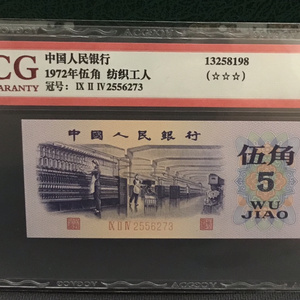 CG
WARRANTY
中国人民银行
1972年伍角 纺织工人
冠号: IX II IV 2556273
13258198
(☆☆☆)
中国人民银行
伍角
5
WU
JIAO
IX II IV 2556273